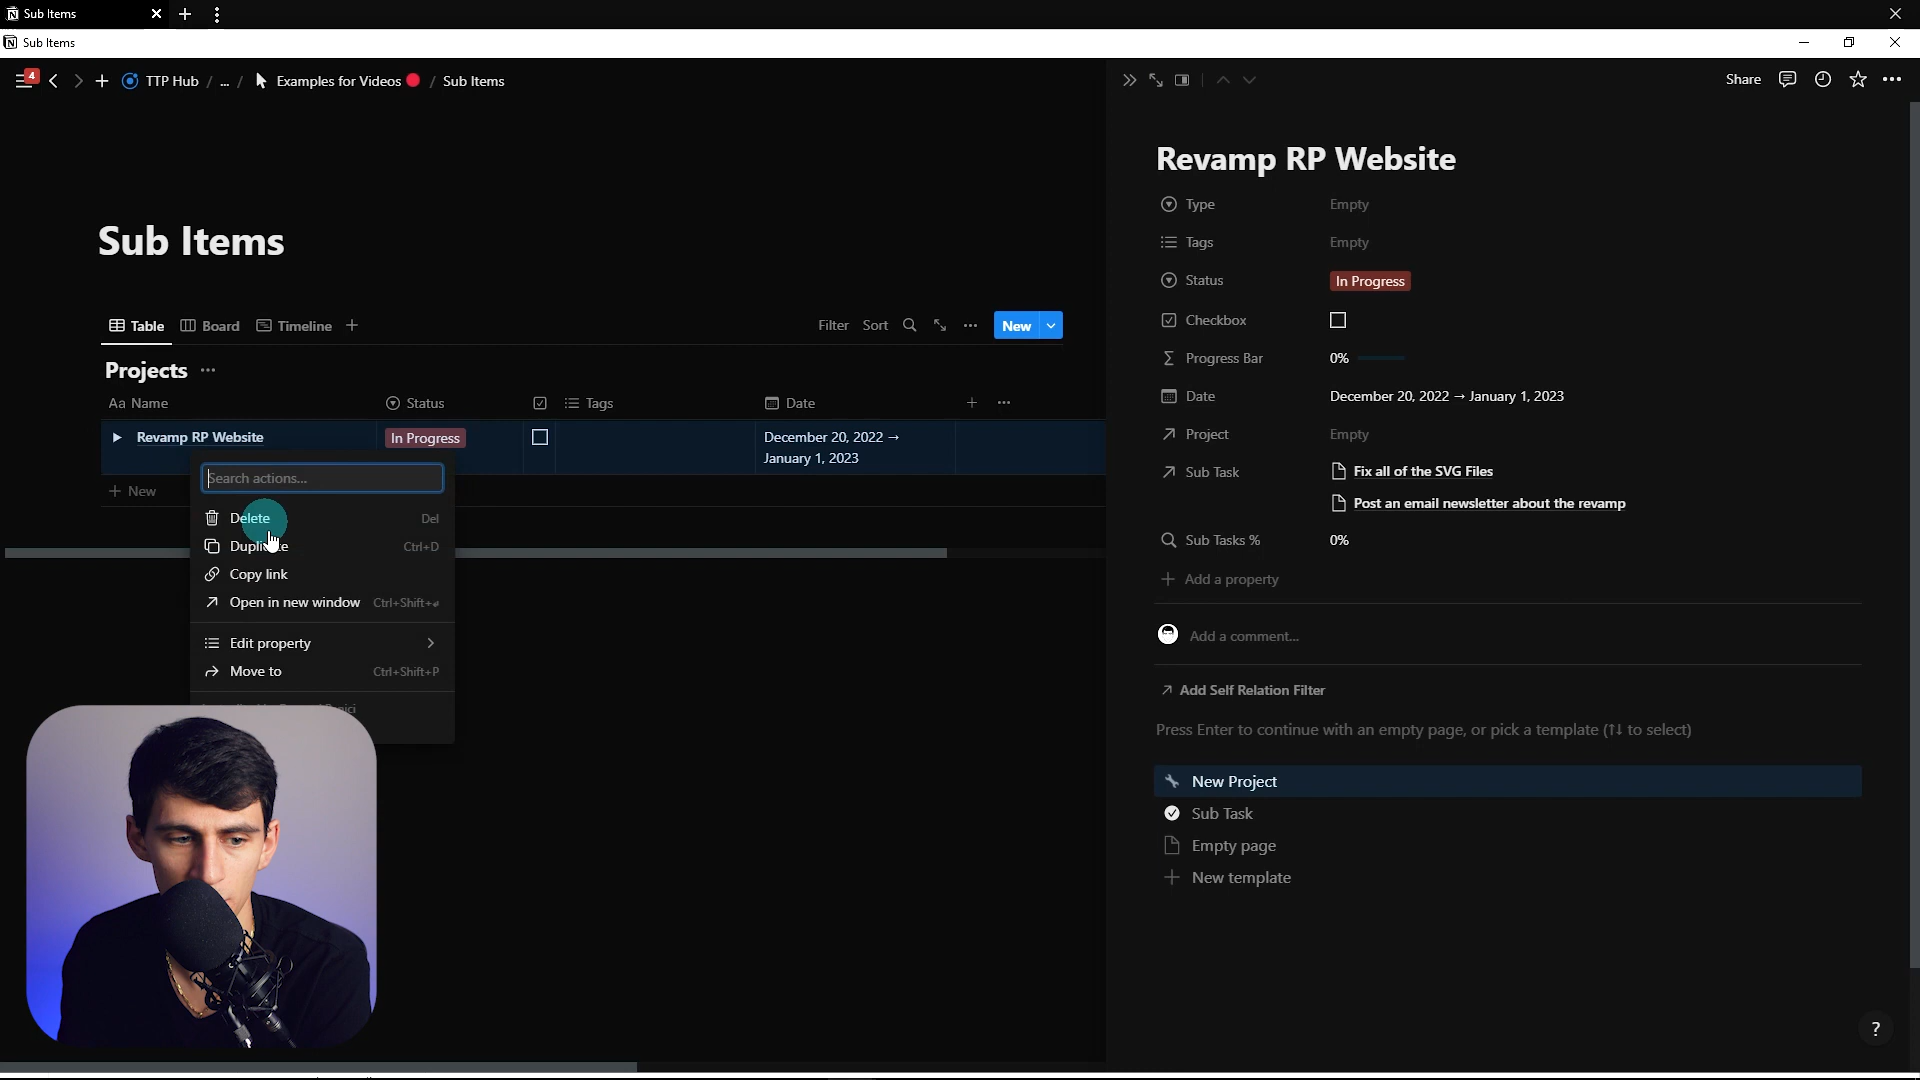 Sub Items
Sub Items
4
TTP Hub / ... / Examples for Videos / Sub Items
Share
Sub Items
Table
Board
Timeline
Filter
Sort
New
Projects
Aa Name
Status
Tags
Date
Revamp RP Website
In Progress
December 20, 2022 →
January 1, 2023
+ New
Search actions...
Delete
Del
Duplicate
Ctrl+D
Copy link
Open in new window
Ctrl+Shift+↵
Edit property
Move to
Ctrl+Shift+P
Revamp RP Website
Type
Empty
Tags
Empty
Status
In Progress
Checkbox
Progress Bar
0%
Date
December 20, 2022 → January 1, 2023
Project
Empty
Sub Task
Fix all of the SVG Files
Post an email newsletter about the revamp
Sub Tasks %
0%
+ Add a property
Add a comment...
Add Self Relation Filter
Press Enter to continue with an empty page, or pick a template (↑↓ to select)
New Project
Sub Task
Empty page
New template
?